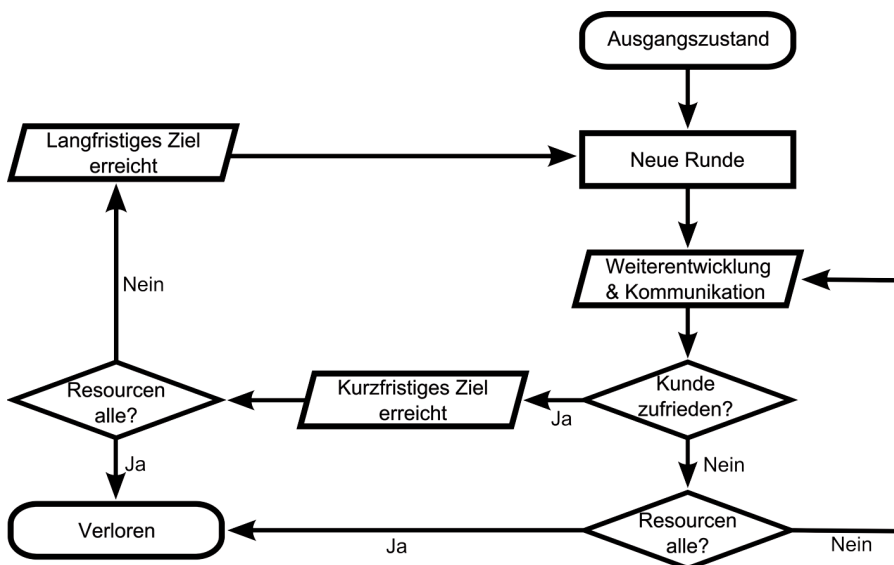 Ausgangszustand
Langfristiges Ziel
erreicht
Neue Runde
Weiterentwicklung
& Kommunikation
Nein
Resourcen
alle?
Kurzfristiges Ziel
erreicht
Kunde
zufrieden?
Ja
Ja
Nein
Verloren
Resourcen
alle?
Ja
Nein